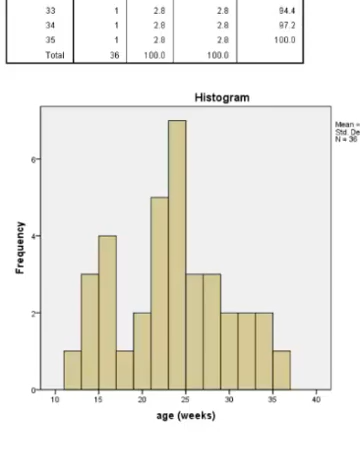 33 1 2.8 2.8 94.4
34 1 2.8 2.8 97.2
35 1 2.8 2.8 100.0
Total 36 100.0 100.0
Histogram
Mean =
Std. De
N = 36
6
4
2
0
Frequency
10 15 20 25 30 35 40
age (weeks)